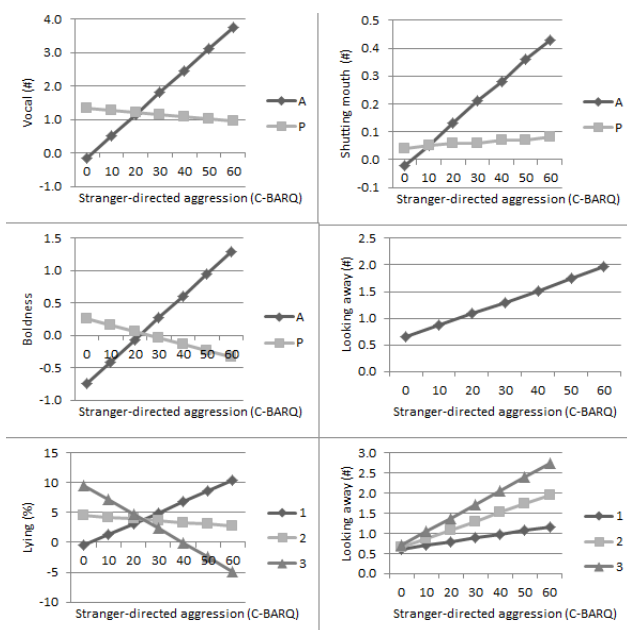 Vocal (#)
4.0
3.0
2.0
1.0
0.0
-1.0
0 10 20 30 40 50 60
A
P
Stranger-directed aggression (C-BARQ)
Shutting mouth (#)
0.5
0.4
0.3
0.2
0.1
0.0
-0.1
0 10 20 30 40 50 60
A
P
Stranger-directed aggression (C-BARQ)
Boldness
1.5
1.0
0.5
0.0
-0.5
-1.0
0 10 20 30 40 50 60
A
P
Stranger-directed aggression (C-BARQ)
Looking away (#)
2.5
2.0
1.5
1.0
0.5
0.0
0 10 20 30 40 50 60
Stranger-directed aggression (C-BARQ)
Lying (%)
15
10
5
0
-5
-10
0 10 20 30 40 50 60
1
2
3
Stranger-directed aggression (C-BARQ)
Looking away (#)
3.0
2.5
2.0
1.5
1.0
0.5
0.0
0 10 20 30 40 50 60
1
2
3
Stranger-directed aggression (C-BARQ)